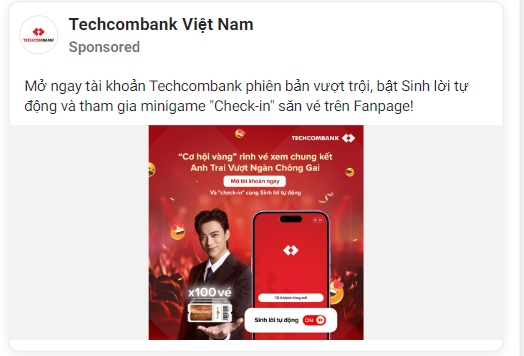 Techcombank Việt Nam
TECHCOMBANK
Sponsored
Mở ngay tài khoản Techcombank phiên bản vượt trội, bật Sinh lời tự
động và tham gia minigame "Check-in" săn vé trên Fanpage!
TECHCOMBANK
“Cơ hội vàng” rinh vé xem chung kết
Anh Trai Vượt Ngàn Chông Gai
Mở tài khoản ngay
Và "check-in" cùng Sinh lời tự động
x100 vé
Sinh lời tự động ON